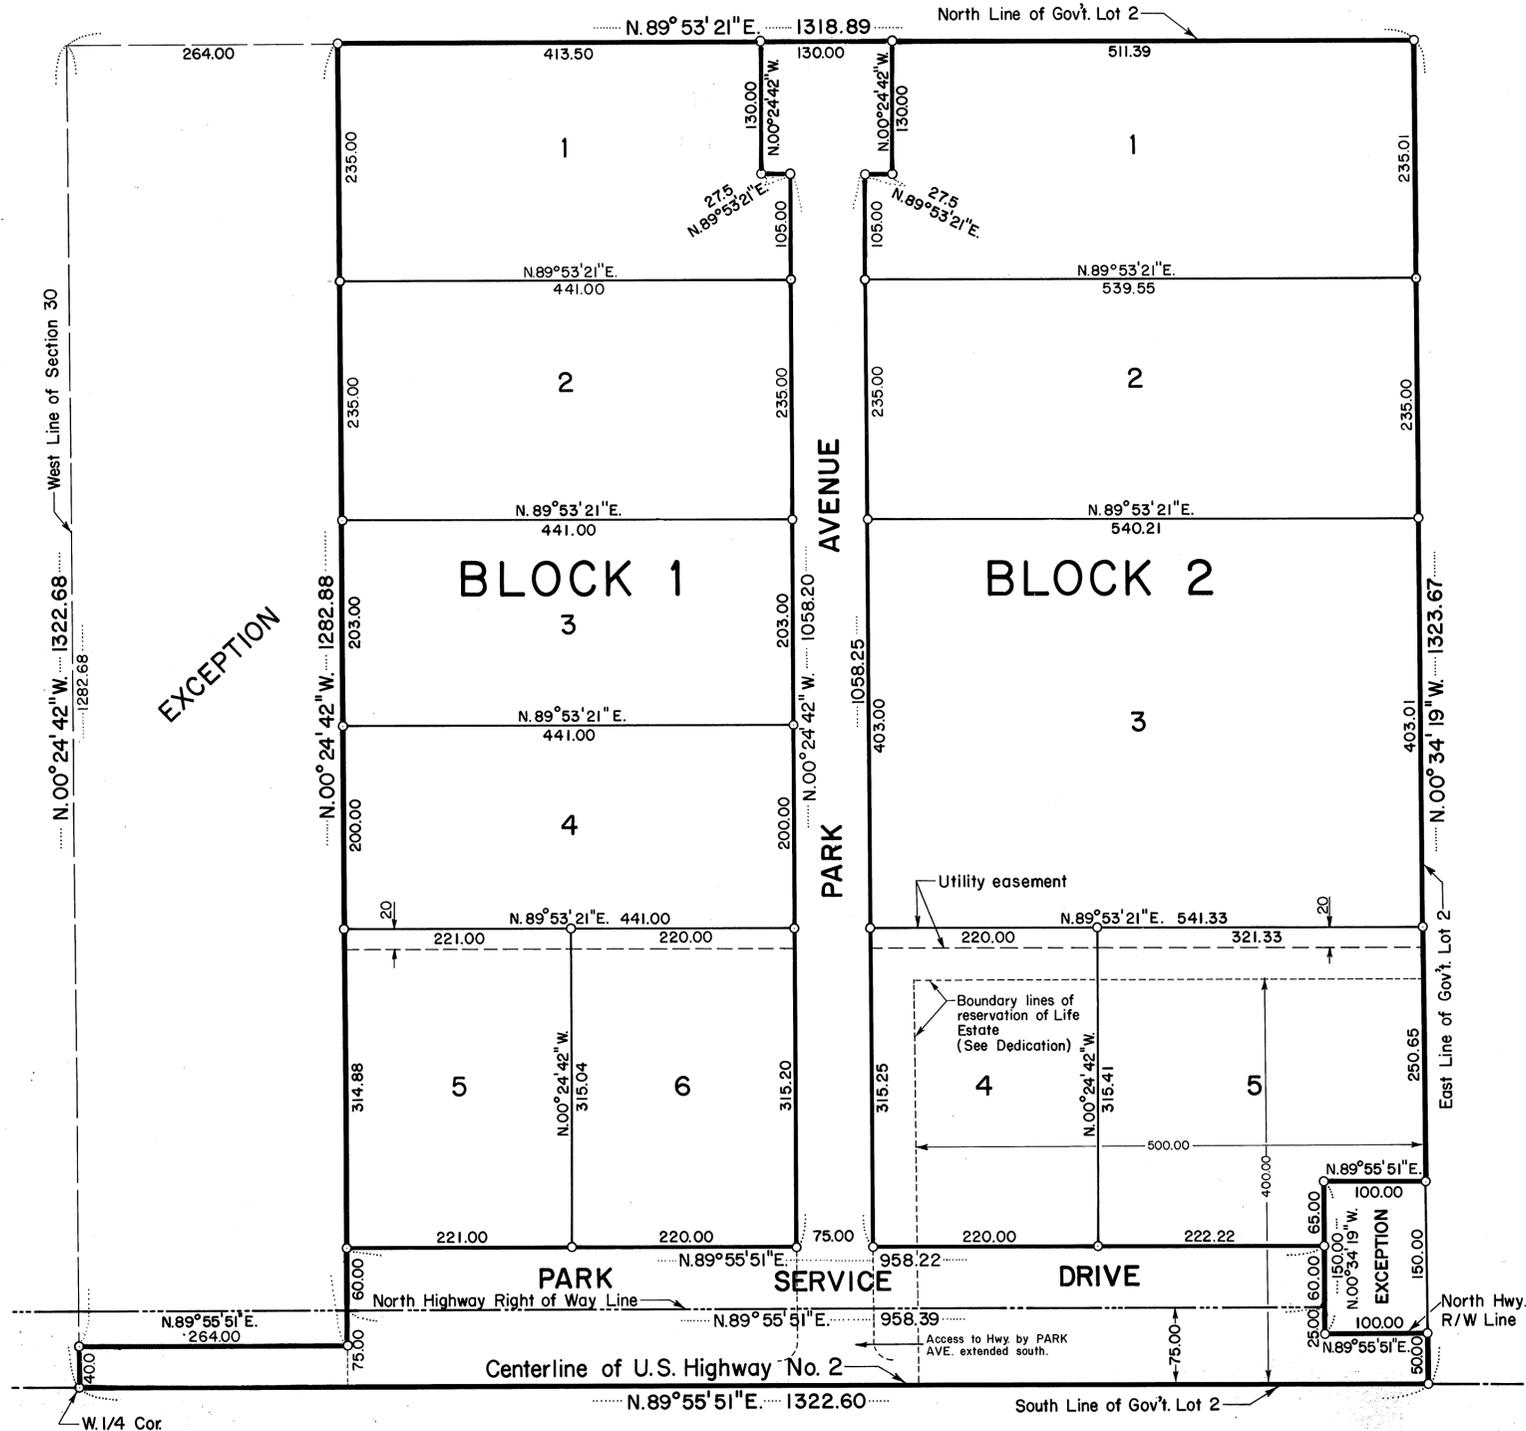 North Line of Gov't. Lot 2
N.89°53'21"E. 1318.89
264.00
413.50
130.00
511.39
130.00
N.00°24'42"W.
N.00°24'42"W.
130.00
235.00
1
1
235.01
27.5
N.89°53'21"E.
27.5
N.89°53'21"E.
105.00
105.00
N.89°53'21"E.
441.00
N.89°53'21"E.
539.55
West Line of Section 30
235.00
2
235.00
235.00
2
235.00
AVENUE
N.89°53'21"E.
441.00
N.89°53'21"E.
540.21
BLOCK 1
BLOCK 2
N.00°24'42"W. 1322.68
1282.68
EXCEPTION
N.00°24'42"W. 1282.88
203.00
3
203.00
N.00°24'42"W. 1058.20
1058.25
403.00
3
403.01
N.00°34'19"W. 1323.67
N.89°53'21"E.
441.00
200.00
4
200.00
PARK
Utility easement
20
N.89°53'21"E. 441.00
N.89°53'21"E. 541.33
20
221.00
220.00
220.00
321.33
East Line of Gov't. Lot 2
Boundary lines of
reservation of Life
Estate
(See Dedication)
314.88
5
N.00°24'42"W.
315.04
6
315.20
315.25
4
N.00°24'42"W.
315.41
5
250.65
500.00
400.00
N.89°55'51"E.
100.00
65.00
150.00
N.00°34'19"W.
EXCEPTION
150.00
221.00
220.00
75.00
220.00
222.22
N.89°55'51"E. 958.22
60.00
PARK SERVICE DRIVE
60.00
North Highway Right of Way Line
North Hwy.
R/W Line
N.89°55'51"E.
264.00
N.89°55'51"E. 958.39
100.00
25.00
N.89°55'51"E.
75.00
Access to Hwy. by PARK
AVE. extended south.
75.00
50.00
40.0
Centerline of U.S. Highway No. 2
N.89°55'51"E. 1322.60
South Line of Gov't. Lot 2
W.1/4 Cor.